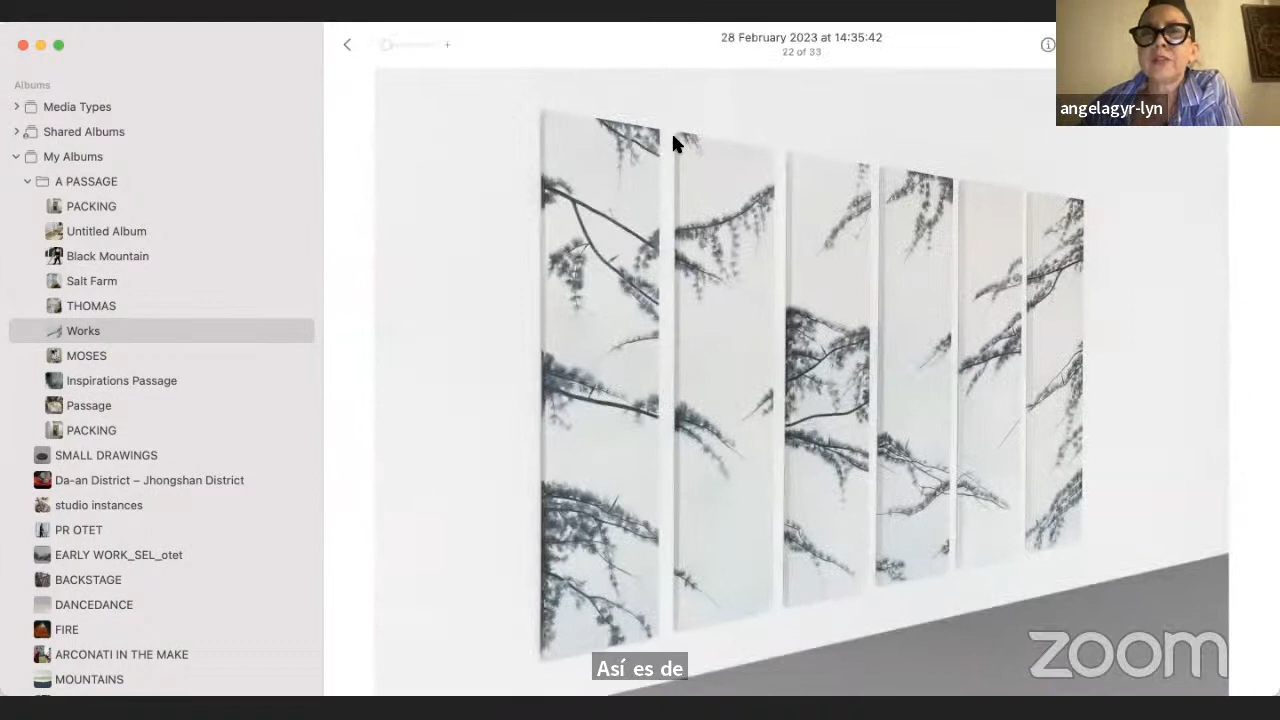 28 February 2023 at 14:35:42
22 of 33
angelagyr-lyn
Albums
Media Types
Shared Albums
My Albums
A PASSAGE
PACKING
Untitled Album
Black Mountain
Salt Farm
THOMAS
Works
MOSES
Inspirations Passage
Passage
PACKING
SMALL DRAWINGS
Da-an District – Jhongshan District
studio instances
PR OTET
EARLY WORK_SEL_otet
BACKSTAGE
DANCEDANCE
FIRE
ARCONATI IN THE MAKE
MOUNTAINS
Así es de
zoom